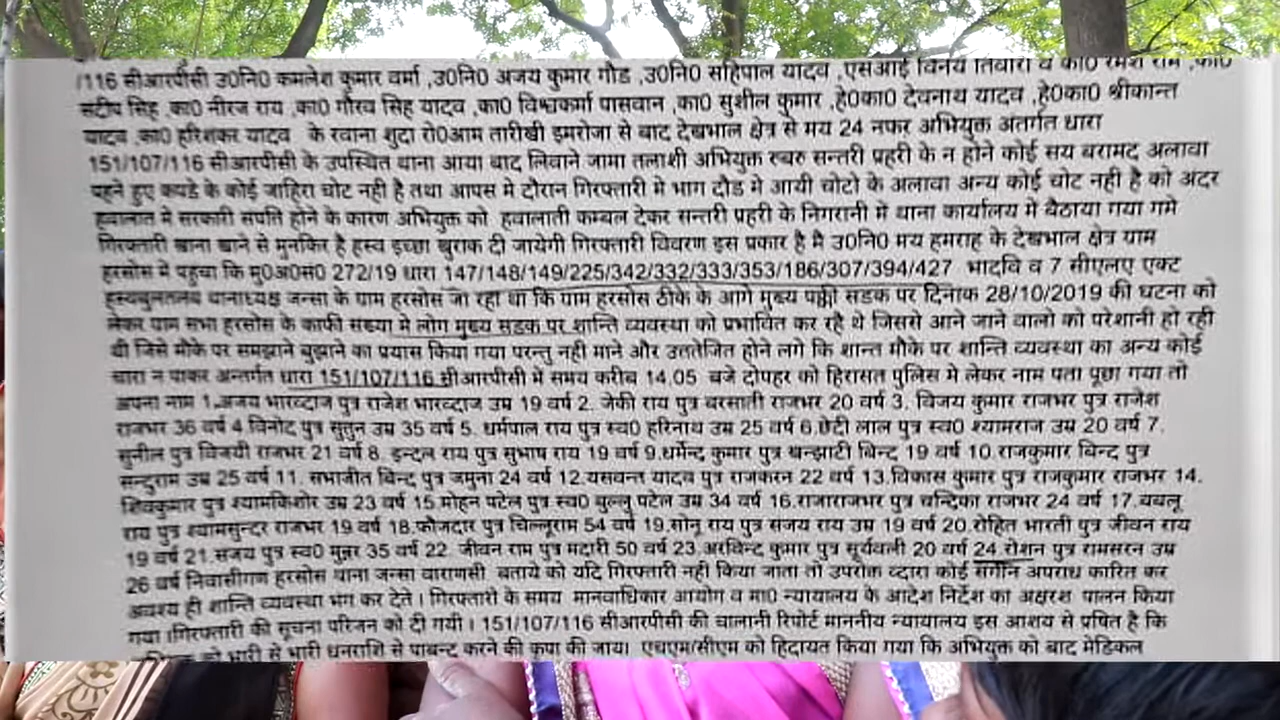 /116 सीआरपीसी उ0नि0 कमलेश कुमार वर्मा ,उ0नि0 अजय कुमार गौड ,उ0नि0 सहिपाल यादव ,एसआई विनय तिवारी व का0 रमेश राम ,का0
सदीप सिह ,का0 नीरज राय ,का0 गौरव सिह यादव ,का0 विश्वकर्मा पासवान ,का0 सुशील कुमार ,हे0का0 देवनाथ यादव ,हे0का0 श्रीकान्त
यादव ,का0 हरिशकर यादव के रवाना शुदा रो0आम तारीखी इमरोजा से बाद देखभाल क्षेत्र से मय 24 नफर अभियुक्त अंतर्गत धारा
151/107/116 सीआरपीसी के उपस्थित थाना आया बाद लिवाने जामा तलाशी अभियुक्त रुबरु सन्तरी प्रहरी के न होने कोई सय बरामद अलावा
पहने हुए कपडे के कोई जाहिरा चोट नही है तथा आपस मे दौरान गिरफ्तारी मे भाग दौड मे आयी चोटो के अलावा अन्य कोई चोट नही है को अदर
हवालात मे सरकारी संपति होने के कारण अभियुक्त को हवालाती कम्बल देकर सन्तरी प्रहरी के निगरानी मे थाना कार्यालय मे बैठाया गया गमे
गिरफ्तारी खाना खाने से मुनकिर है हस्व इच्छा खुराक दी जायेगी गिरफ्तारी विवरण इस प्रकार है मै उ0नि0 मय हमराह के देखभाल क्षेत्र ग्राम
हरसोस मे पहुचा कि मु0अ0सं0 272/19 धारा 147/148/149/225/342/332/333/353/186/307/394/427 भादवि व 7 सीएलए एक्ट
हस्वबुलतलब थानाध्यक्ष जन्सा के ग्राम हरसोस जा रहा था कि ग्राम हरसोस ठीके के आगे मुख्य पक्की सडक पर दिनाक 28/10/2019 की घटना को
लेकर ग्राम सभा हरसोस के काफी सख्या मे लोग मुख्य सडक पर शान्ति व्यवस्था को प्रभावित कर रहै थे जिससे आने जाने वालो को परेशानी हो रही
थी जिसे मौके पर समझाने बुझाने का प्रयास किया गया परन्तु नही माने और उततेजित होने लगे कि शान्त मौके पर शान्ति व्यवस्था का अन्य कोई
चारा न पाकर अन्तर्गत धारा 151/107/116 सीआरपीसी में समय करीब 14.05 बजे दोपहर को हिरासत पुलिस मे लेकर नाम पता पूछा गया तो
अपना नाम 1.अजय भारव्दाज पुत्र राजेश भारव्दाज उम्र 19 वर्ष 2. जेकी राय पुत्र बरसाती राजभर 20 वर्ष 3. विजय कुमार राजभर पुत्र राजेश
राजभर 36 वर्ष 4.विनोद पुत्र सुतुन उम्र 35 वर्ष 5. धर्मपाल राय पुत्र स्व0 हरिनाथ उम्र 25 वर्ष 6.छेदी लाल पुत्र स्व0 श्यामराज उम्र 20 वर्ष 7.
सुनील पुत्र विजयी राजभर 21 वर्ष 8. इन्दल राय पुत्र सुभाष राय 19 वर्ष 9.धर्मेन्द कुमार पुत्र बन्झाटी बिन्द 19 वर्ष 10.राजकुमार बिन्द पुत्र
सन्दुराम उम्र 25 वर्ष 11. सभाजीत बिन्द पुत्र जमुना 24 वर्ष 12.यसवन्त यादव पुत्र राजकरन 22 वर्ष 13.विकास कुमार पुत्र राजकुमार राजभर 14.
शिवकुमार पुत्र श्यामकिशोर उम्र 23 वर्ष 15.मोहन पटेल पुत्र स्व0 बुल्लु पटेल उम्र 34 वर्ष 16.राजाराजभर पुत्र चन्द्रिका राजभर 24 वर्ष 17.बबलू
राय पुत्र श्यामसुन्दर राजभर 19 वर्ष 18.फौजदार पुत्र चिल्लूराम 54 वर्ष 19.सोनू राय पुत्र संजय राय उम्र 19 वर्ष 20.रोहित भारती पुत्र जीवन राय
19 वर्ष 21.सजय पुत्र स्व0 मुन्नर 35 वर्ष 22. जीवन राम पुत्र मदारी 50 वर्ष 23.अरविन्द कुमार पुत्र सूर्यवली 20 वर्ष 24.रोशन पुत्र रामसरन उम्र
26 वर्ष निवासीगण हरसोस थाना जन्सा वाराणसी बताये को यदि गिरफ्तारी नही किया जाता तो उपरोक्त व्दारा कोई संगीन अपराध कारित कर
अवश्य ही शान्ति व्यवस्था भंग कर देते । गिरफ्तारी के समय मानवाधिकार आयोग व मा0 न्यायालय के आदेश निर्देश का अक्षरश पालन किया
गया ।गिरफ्तारी की सूचना परिजन को दी गयी । 151/107/116 सीआरपीसी की चालानी रिपोर्ट माननीय न्यायालय इस आशय से प्रषित है कि
को भारी से भारी धनराशि से पाबन्द करने की कृपा की जाय। एचएम/सीएम को हिदायत किया गया कि अभियुक्त को बाद मेडिकल